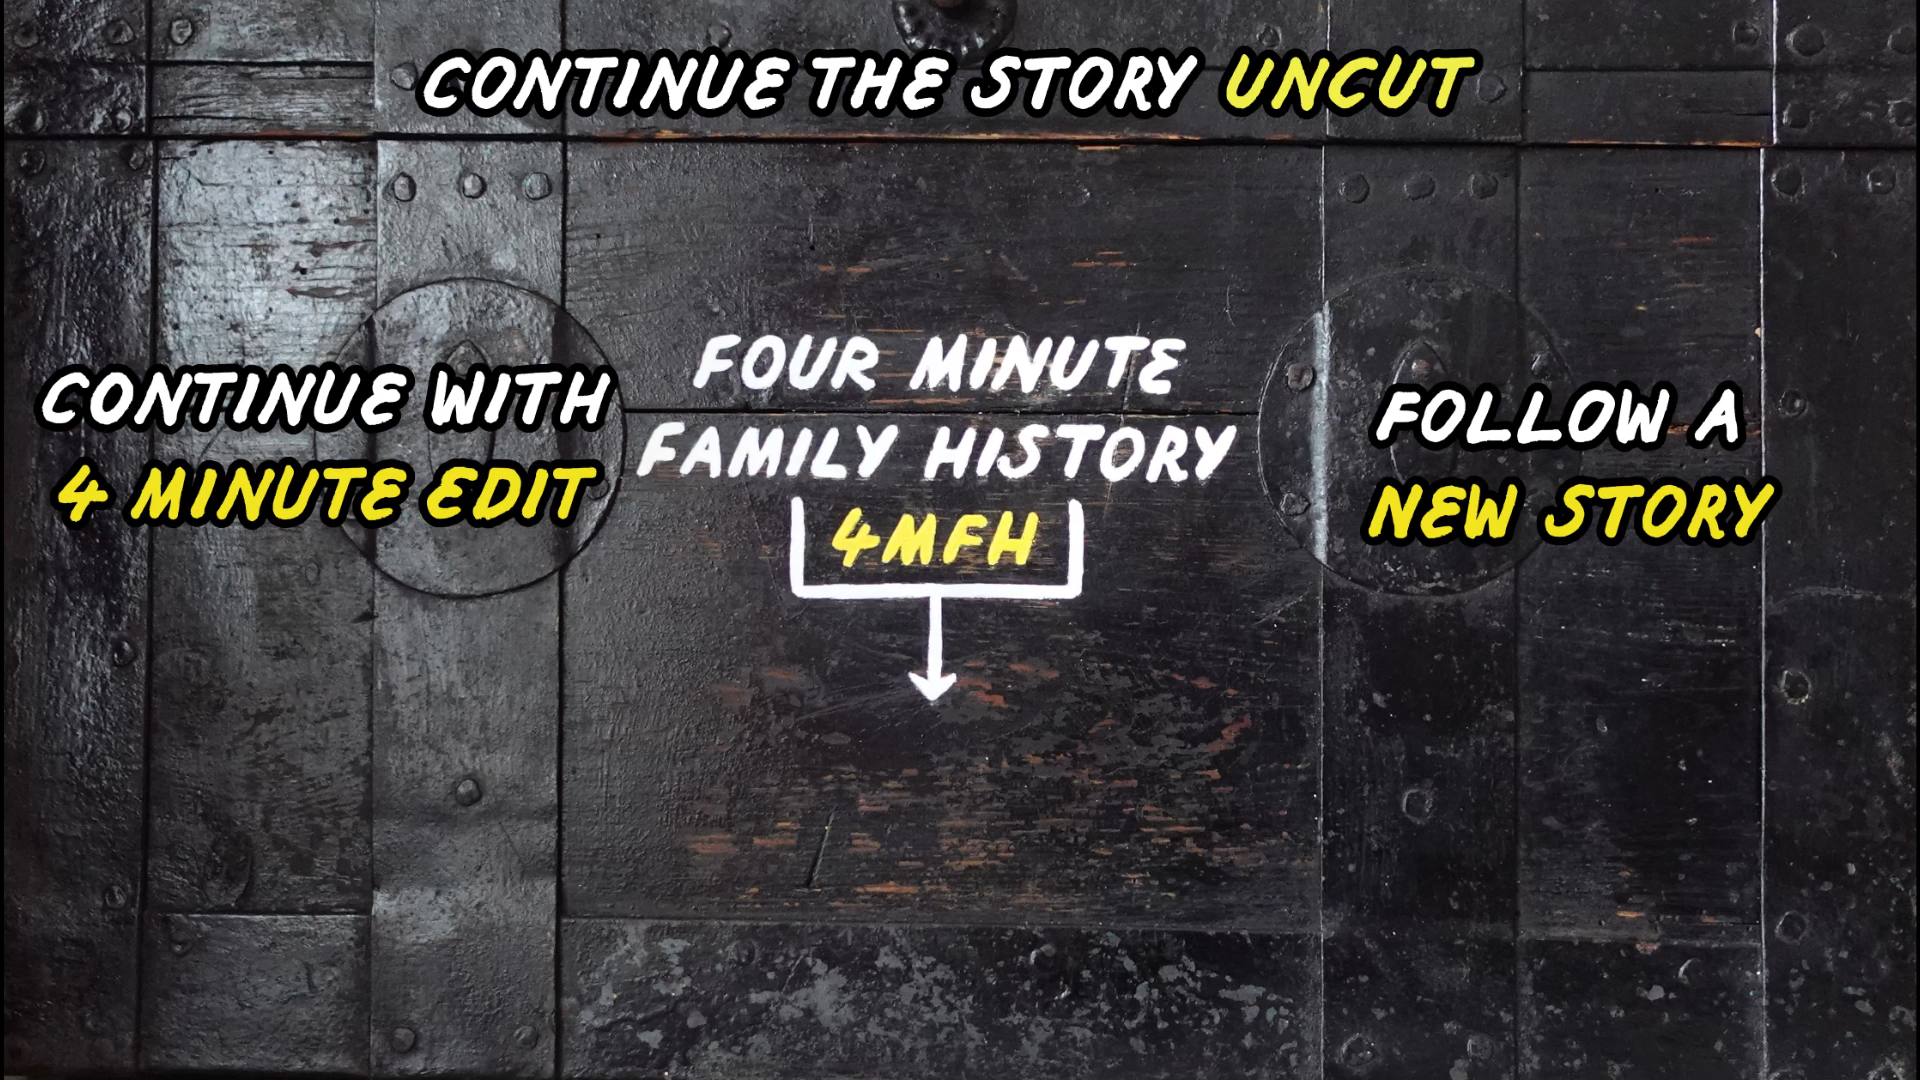 CONTINUE THE STORY UNCUT
CONTINUE WITH
4 MINUTE EDIT
FOUR MINUTE
FAMILY HISTORY
4MFH
FOLLOW A
NEW STORY